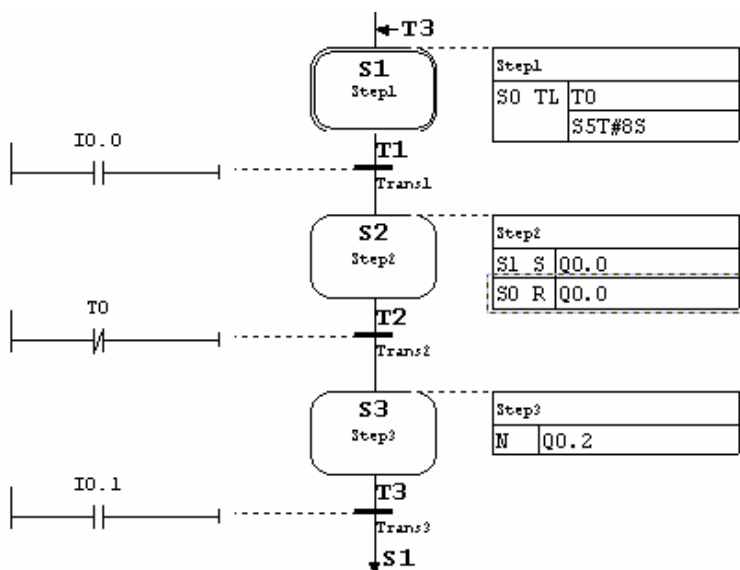 T3
S1
Step1
Step1
S0 TL T0
S5T#8S
I0.0
T1
Trans1
S2
Step2
Step2
S1 S Q0.0
S0 R Q0.0
T0
T2
Trans2
S3
Step3
Step3
N Q0.2
I0.1
T3
Trans3
S1